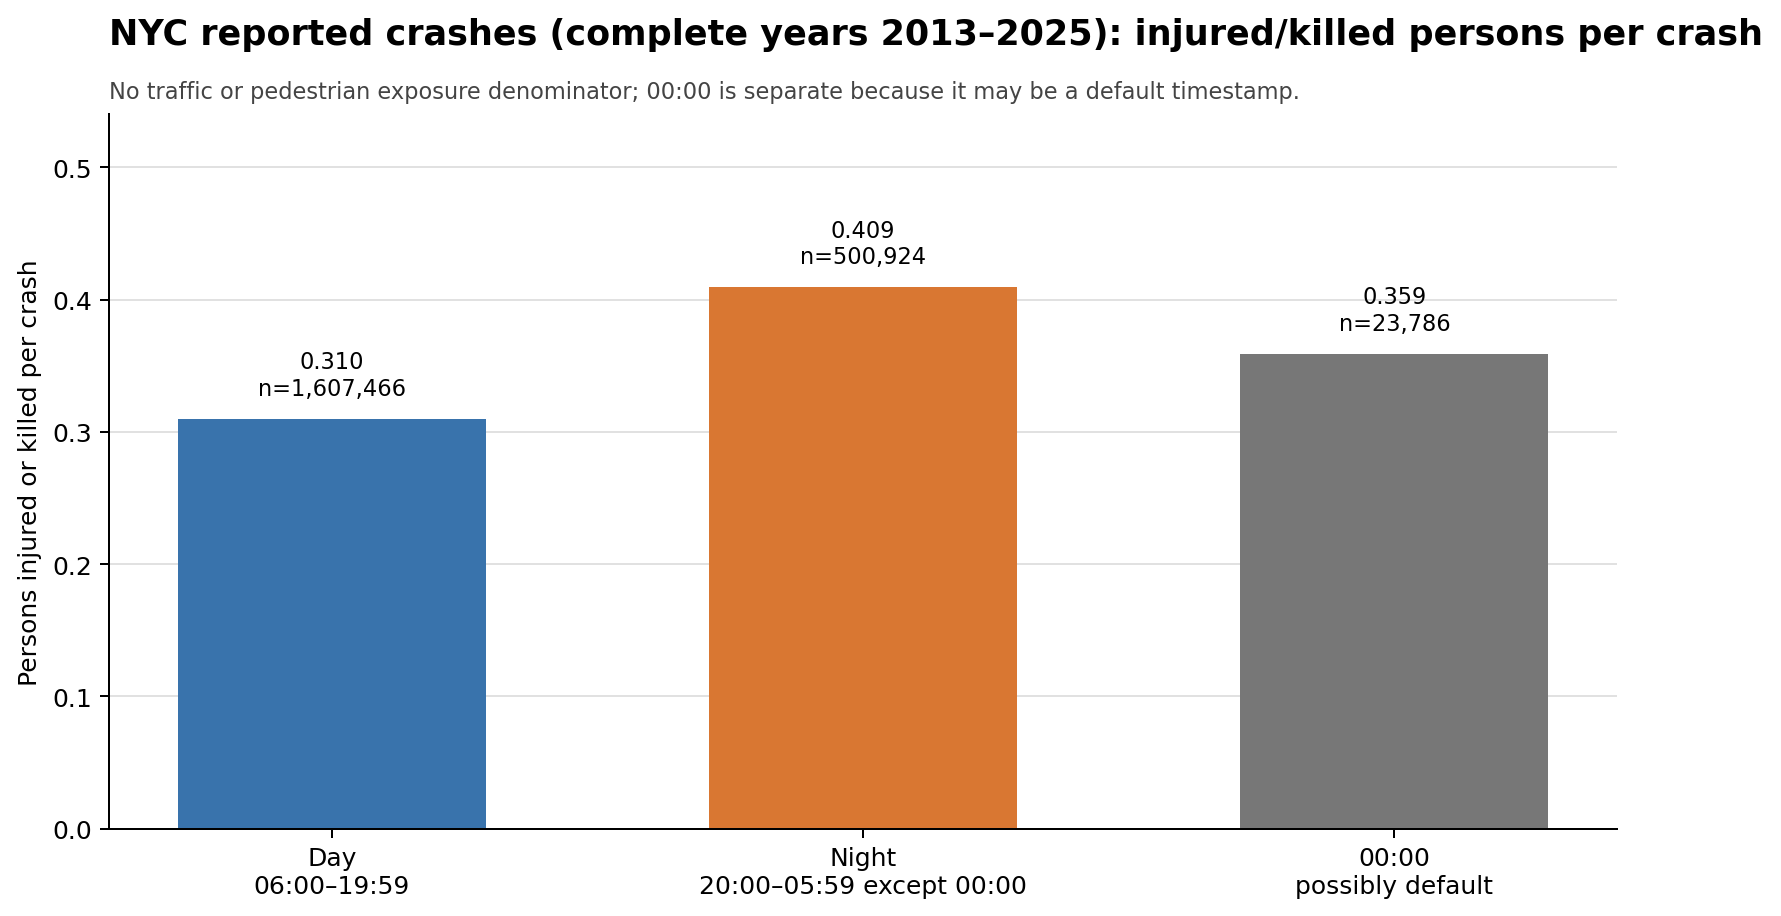 NYC reported crashes (complete years 2013–2025): injured/killed persons per crash
No traffic or pedestrian exposure denominator; 00:00 is separate because it may be a default timestamp.
Persons injured or killed per crash
0.5
0.4
0.3
0.2
0.1
0.0
0.310
n=1,607,466
0.409
n=500,924
0.359
n=23,786
Day
06:00–19:59
Night
20:00–05:59 except 00:00
00:00
possibly default